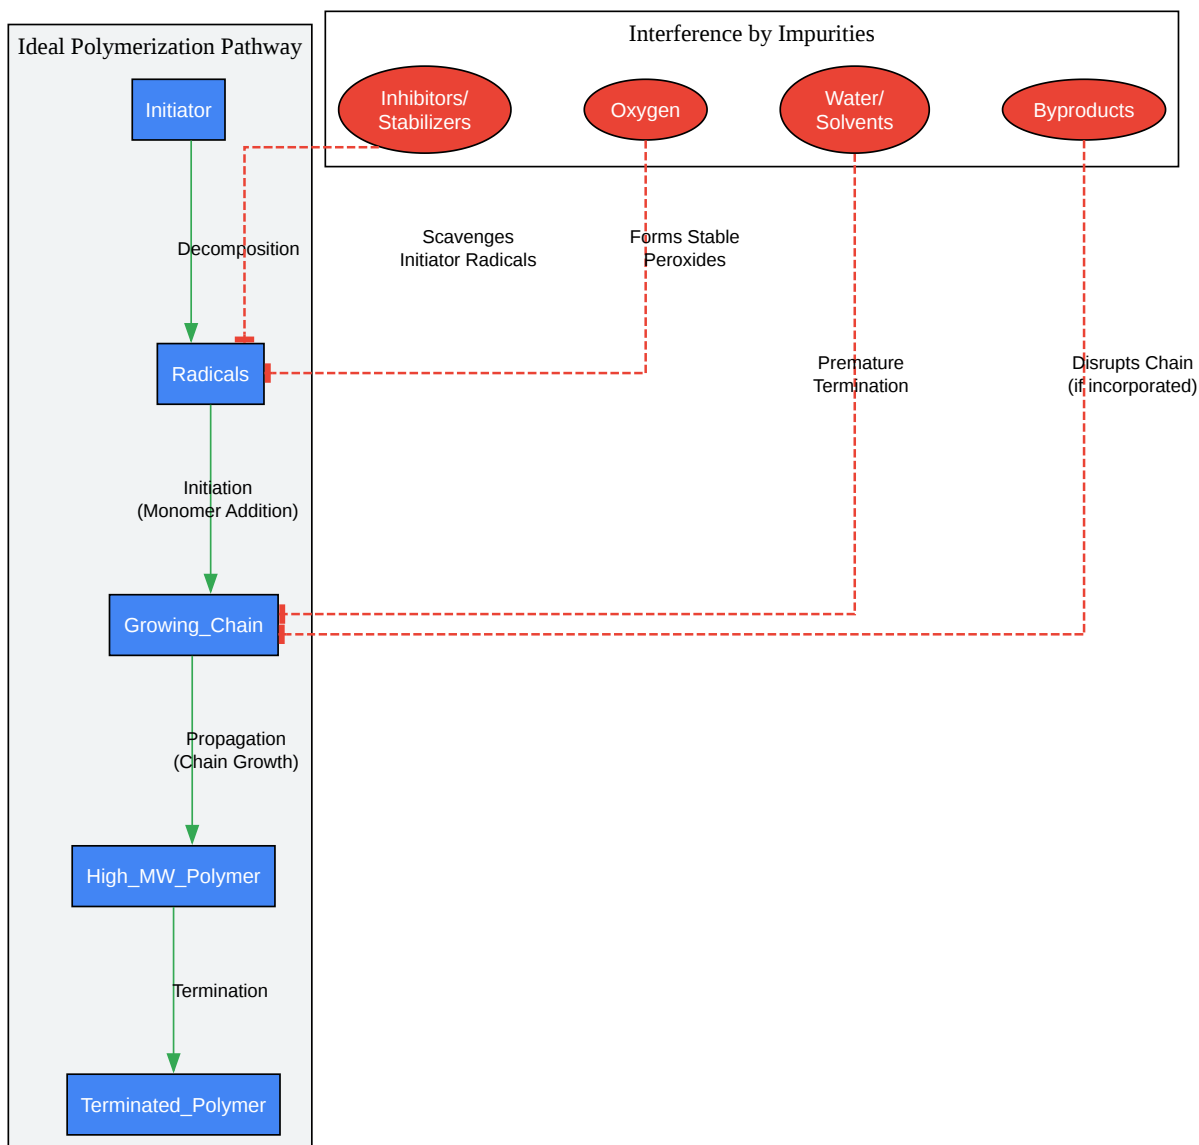 Ideal Polymerization Pathway
Interference by Impurities
Initiator
Inhibitors/
Stabilizers
Oxygen
Water/
Solvents
Byproducts
Decomposition
Scavenges
Initiator Radicals
Forms Stable
Peroxides
Radicals
Premature
Termination
Disrupts Chain
(if incorporated)
Initiation
(Monomer Addition)
Growing_Chain
Propagation
(Chain Growth)
High_MW_Polymer
Termination
Terminated_Polymer